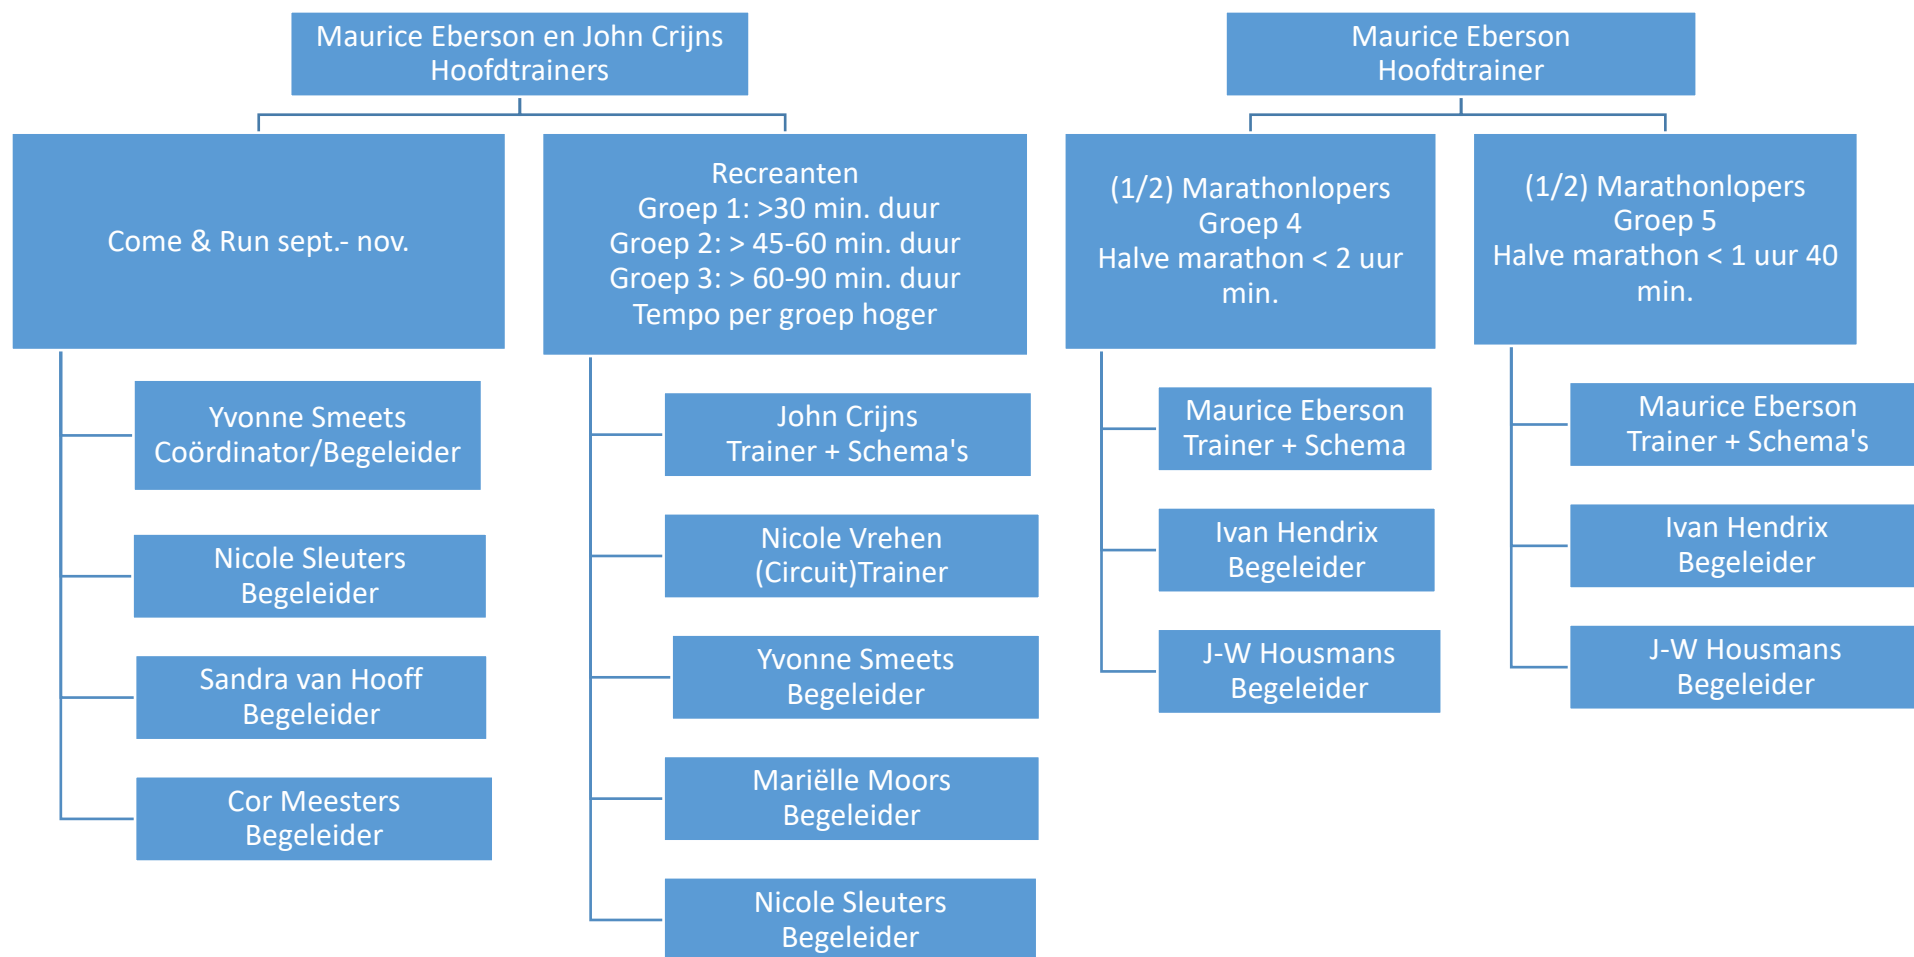 Maurice Eberson en John Crijns
Hoofdtrainers
Come & Run sept.- nov.
Yvonne Smeets
Coördinator/Begeleider
Nicole Sleuters
Begeleider
Sandra van Hooff
Begeleider
Cor Meesters
Begeleider
Recreanten
Groep 1: >30 min. duur
Groep 2: > 45-60 min. duur
Groep 3: > 60-90 min. duur
Tempo per groep hoger
John Crijns
Trainer + Schema's
Nicole Vrehen
(Circuit)Trainer
Yvonne Smeets
Begeleider
Mariëlle Moors
Begeleider
Nicole Sleuters
Begeleider
Maurice Eberson
Hoofdtrainer
(1/2) Marathonlopers
Groep 4
Halve marathon < 2 uur
min.
Maurice Eberson
Trainer + Schema
Ivan Hendrix
Begeleider
J-W Housmans
Begeleider
(1/2) Marathonlopers
Groep 5
Halve marathon < 1 uur 40
min.
Maurice Eberson
Trainer + Schema's
Ivan Hendrix
Begeleider
J-W Housmans
Begeleider